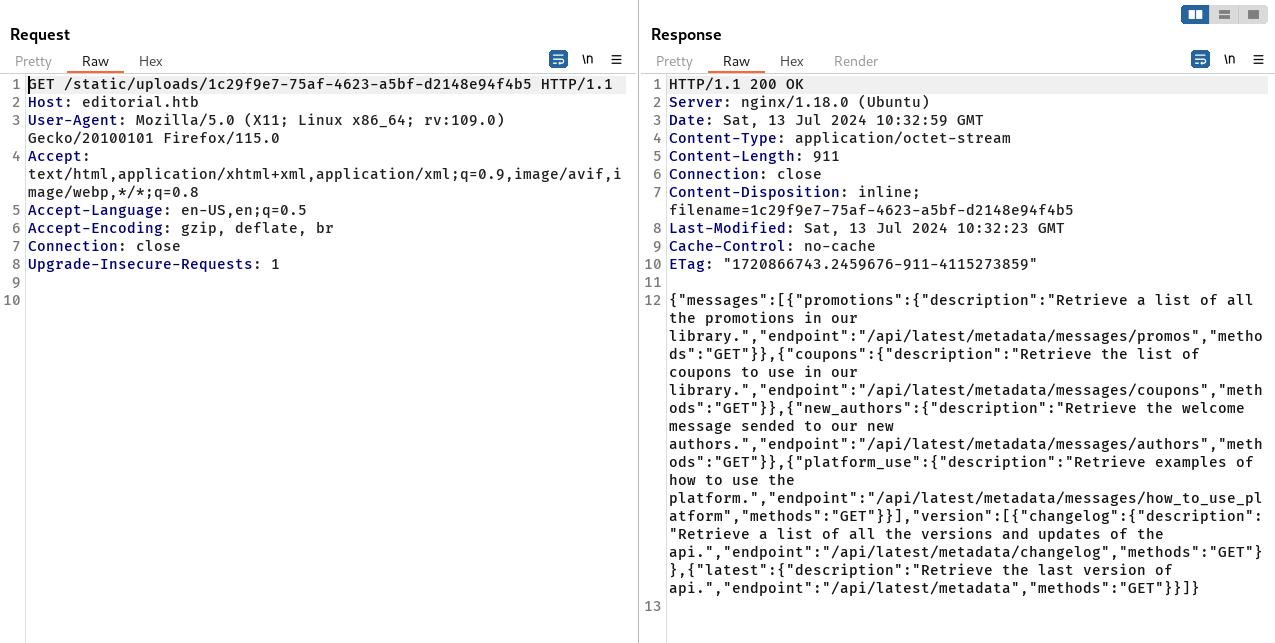 Request
Pretty Raw Hex
\n
1 GET /static/uploads/1c29f9e7-75af-4623-a5bf-d2148e94f4b5 HTTP/1.1
2 Host: editorial.htb
3 User-Agent: Mozilla/5.0 (X11; Linux x86_64; rv:109.0)
Gecko/20100101 Firefox/115.0
4 Accept:
text/html,application/xhtml+xml,application/xml;q=0.9,image/avif,i
mage/webp,*/*;q=0.8
5 Accept-Language: en-US,en;q=0.5
6 Accept-Encoding: gzip, deflate, br
7 Connection: close
8 Upgrade-Insecure-Requests: 1
9
10
Response
Pretty Raw Hex Render
\n
1 HTTP/1.1 200 OK
2 Server: nginx/1.18.0 (Ubuntu)
3 Date: Sat, 13 Jul 2024 10:32:59 GMT
4 Content-Type: application/octet-stream
5 Content-Length: 911
6 Connection: close
7 Content-Disposition: inline;
filename=1c29f9e7-75af-4623-a5bf-d2148e94f4b5
8 Last-Modified: Sat, 13 Jul 2024 10:32:23 GMT
9 Cache-Control: no-cache
10 ETag: "1720866743.2459676-911-4115273859"
11
12 {"messages":[{"promotions":{"description":"Retrieve a list of all
the promotions in our
library.","endpoint":"/api/latest/metadata/messages/promos","metho
ds":"GET"}},{"coupons":{"description":"Retrieve the list of
coupons to use in our
library.","endpoint":"/api/latest/metadata/messages/coupons","meth
ods":"GET"}},{"new_authors":{"description":"Retrieve the welcome
message sended to our new
authors.","endpoint":"/api/latest/metadata/messages/authors","meth
ods":"GET"}},{"platform_use":{"description":"Retrieve examples of
how to use the
platform.","endpoint":"/api/latest/metadata/messages/how_to_use_pl
atform","methods":"GET"}}],"version":[{"changelog":{"description":
"Retrieve a list of all the versions and updates of the
api.","endpoint":"/api/latest/metadata/changelog","methods":"GET"}
},{"latest":{"description":"Retrieve the last version of
api.","endpoint":"/api/latest/metadata","methods":"GET"}}]}
13